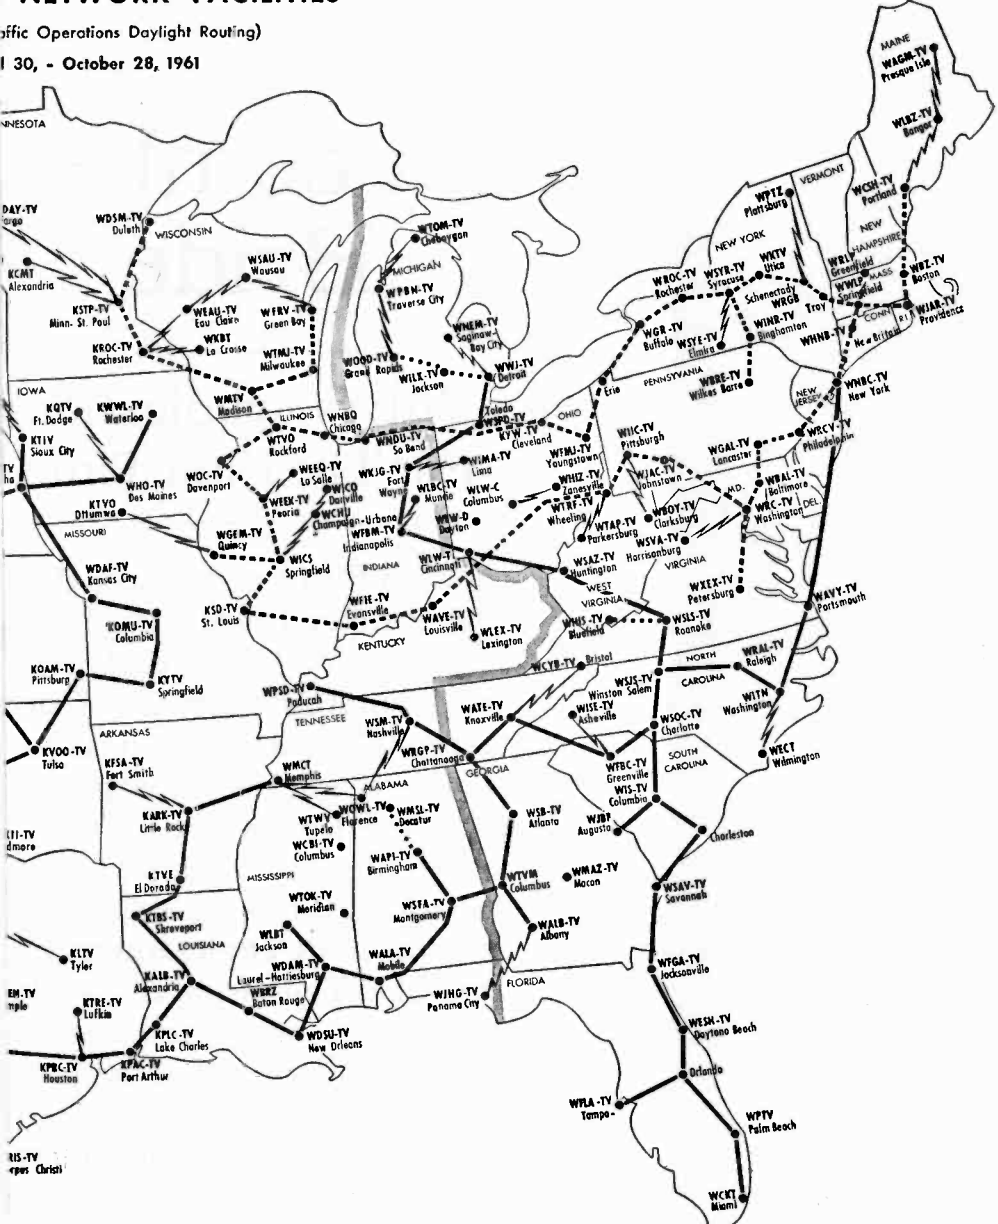 NETWORK FACILITIES
affic Operations Daylight Routing)
l 30, - October 28, 1961
NNESOTA
MAINE
WAGM-TV
Presque Isle
WLBZ-TV
Bangor
VERMONT
WCSH-TV
Portland
WPTZ
Plattsburg
NEW
HAMPSHIRE
DAY-TV
argo
WDSM-TV
Duluth
WISCONSIN
WTOM-TV
Cheboygan
NEW YORK
KCMT
Alexandria
WSAU-TV
Wausau
MICHIGAN
WPBN-TV
Traverse City
WROC-TV
Rochester
WSYR-TV
Syracuse
WKTV
Utica
WRLP
Greenfield
MASS
WBZ-TV
Boston
WWLP
Springfield
Schenectady
WRGB
Troy
CONN
R I
WJAR-TV
Providence
KSTP-TV
Minn- St. Paul
WEAU-TV
Eau Claire
WFRV-TV
Green Bay
WNEM-TV
Saginaw-
Bay City
WGR-TV
Buffalo
WSYE-TV
Elmira
WINR-TV
Binghamton
WHNB-TV
New Britain
KROC-TV
Rochester
WKBT
La Crosse
WTMJ-TV
Milwaukee
WOOD-TV
Grand Rapids
WILX-TV
Jackson
WWJ-TV
Detroit
Erie
PENNSYLVANIA
WBRE-TV
Wilkes Barre
NEW
JERSEY
WNBC-TV
New York
IOWA
WMTV
Madison
KQTV
Ft. Dodge
KWWL-TV
Waterloo
ILLINOIS
WNBQ
Chicago
Toledo
WSPD-TV
OHIO
KTIV
Sioux City
WTVO
Rockford
WNDU-TV
So Bend
KYW-TV
Cleveland
WFMJ-TV
Youngstown
WIIC-TV
Pittsburgh
WGAL-TV
Lancaster
WRCV-TV
Philadelphia
TV
ha
WOC-TV
Davenport
WEEQ-TV
La Salle
WKJG-TV
Fort
Wayne
WIMA-TV
Lima
WJAC-TV
Johnstown
WBAL-TV
Baltimore
WHO-TV
Des Moines
WEEK-TV
Peoria
WICD
Danville
WLBC-TV
Muncie
WLW-C
Columbus
WHIZ-TV
Zanesville
M.D.
WRC-TV
Washington
DEL.
KTVO
Ottumwa
WCHU
Champaign-Urbana
WLW-D
Dayton
WTRF-TV
Wheeling
WBOY-TV
Clarksburg
MISSOURI
WGEM-TV
Quincy
WFBM-TV
Indianapolis
WTAP-TV
Parkersburg
WSVA-TV
Harrisonburg
WICS
Springfield
INDIANA
WLW-T
Cincinnati
WSAZ-TV
Huntington
VIRGINIA
WDAF-TV
Kansas City
WEST
VIRGINIA
WXEX-TV
Petersburg
WAVY-TV
Portsmouth
KOMU-TV
Columbia
KSD-TV
St. Louis
WFIE-TV
Evansville
WAVE-TV
Louisville
WHIS-TV
Bluefield
WSLS-TV
Roanoke
KENTUCKY
WLEX-TV
Lexington
KOAM-TV
Pittsburg
KYTV
Springfield
WCYB-TV
Bristol
NORTH
CAROLINA
WRAL-TV
Raleigh
WSJS-TV
Winston Salem
WPSD-TV
Paducah
WATE-TV
Knoxville
WISE-TV
Asheville
WITN
Washington
TENNESSEE
WSM-TV
Nashville
WSOC-TV
Charlotte
ARKANSAS
KVOO-TV
Tulsa
WRGP-TV
Chattanooga
WECT
Wilmington
KFSA-TV
Fort Smith
WMCT
Memphis
GEORGIA
WFBC-TV
Greenville
SOUTH
CAROLINA
ALABAMA
WIS-TV
Columbia
KARK-TV
Little Rock
WTWV
Tupelo
WOWL-TV
Florence
WMSL-TV
Decatur
WSB-TV
Atlanta
WJBF
Augusta
Charleston
XII-TV
dmore
WCBI-TV
Columbus
WAPI-TV
Birmingham
KTVE
El Dorado
MISSISSIPPI
WTVM
Columbus
WMAZ-TV
Macon
WSAV-TV
Savannah
KTBS-TV
Shreveport
WTOK-TV
Meridian
WSFA-TV
Montgomery
WALB-TV
Albany
LOUISIANA
WLBT
Jackson
KLTV
Tyler
WALA-TV
Mobile
WDAM-TV
Laurel-Hattiesburg
KALB-TV
Alexandria
WFGA-TV
Jacksonville
FLORIDA
EM-TV
mple
KTRE-TV
Lufkin
WBRZ
Baton Rouge
WJHG-TV
Panama City
KPLC-TV
Lake Charles
WDSU-TV
New Orleans
WESH-TV
Daytona Beach
KPRC-TV
Houston
KPAC-TV
Port Arthur
Orlando
WFLA-TV
Tampa-
WPTV
Palm Beach
RIS-TV
rpus Christi
WCKT
Miami